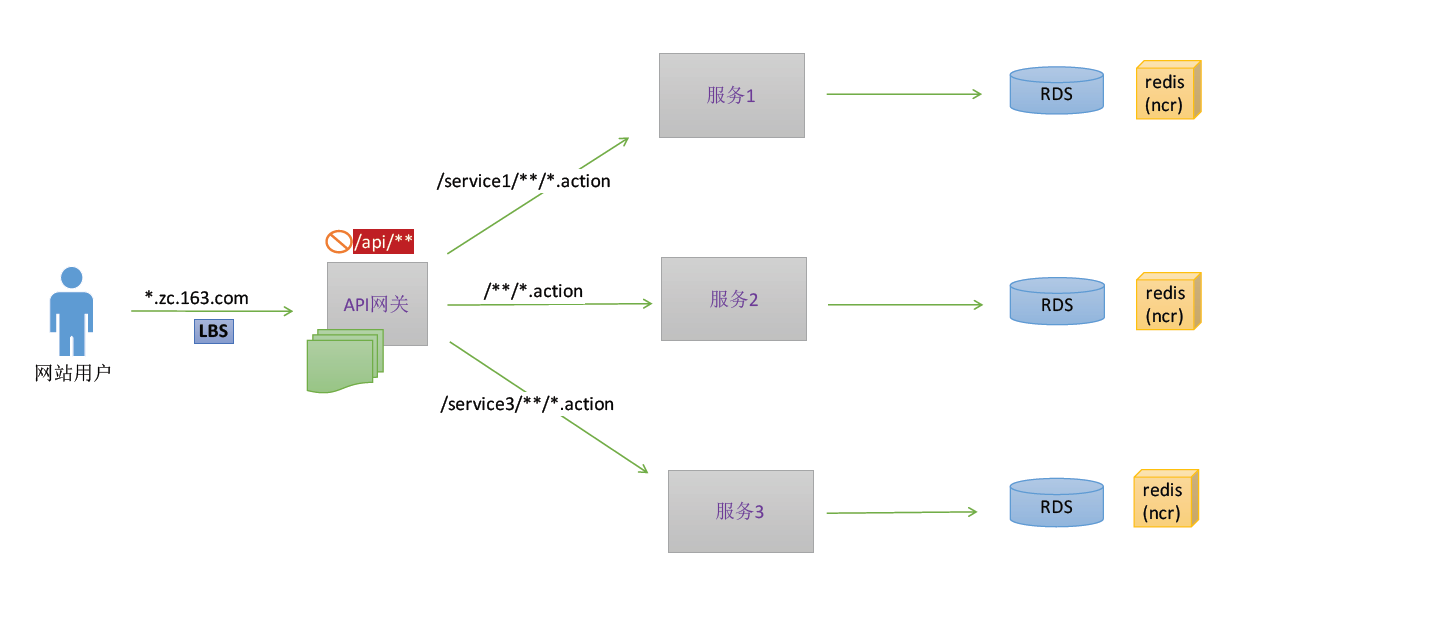 服务1
RDS
redis
(ncr)
/service1/**/*.action
/api/**
*.zc.163.com
LBS
网站用户
API网关
/**/*.action
服务2
RDS
redis
(ncr)
/service3/**/*.action
服务3
RDS
redis
(ncr)